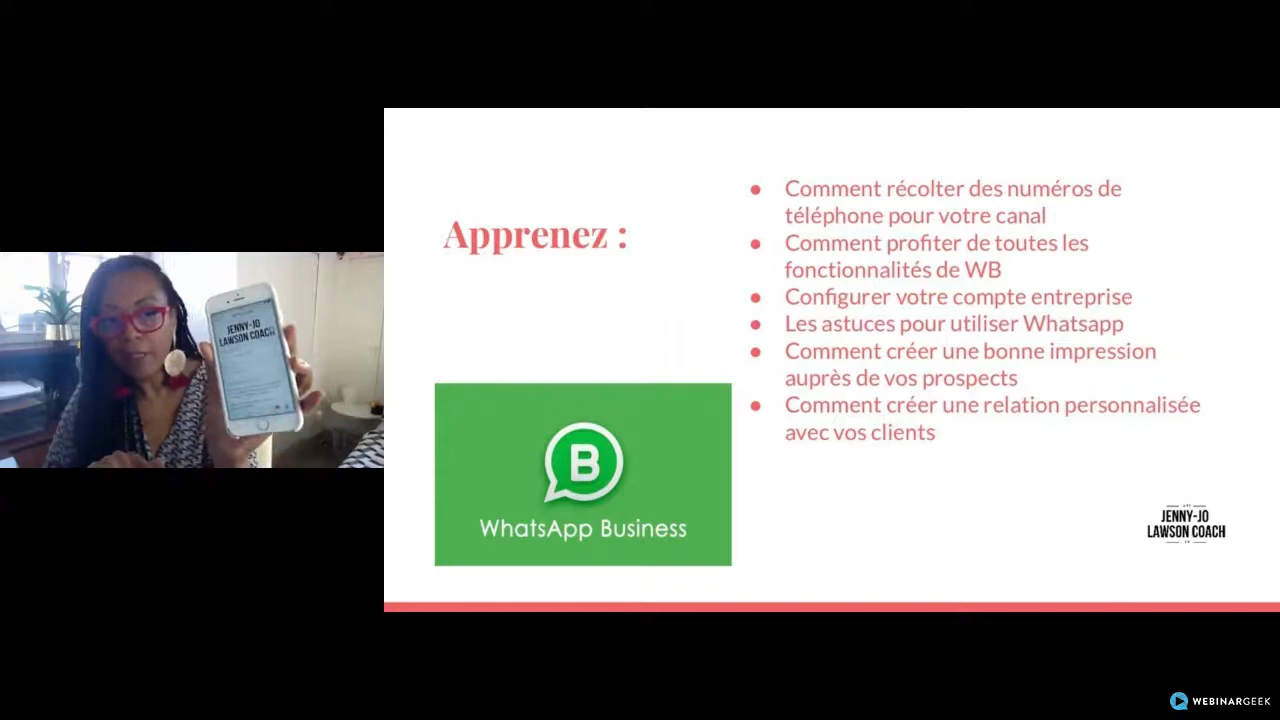 Apprenez :
● Comment récolter des numéros de
téléphone pour votre canal
● Comment profiter de toutes les
fonctionnalités de WB
● Configurer votre compte entreprise
● Les astuces pour utiliser Whatsapp
● Comment créer une bonne impression
auprès de vos prospects
● Comment créer une relation personnalisée
avec vos clients
B
WhatsApp Business
JENNY-JO
LAWSON COACH
JENNY-JO
LAWSON COACH
WEBINARGEEK